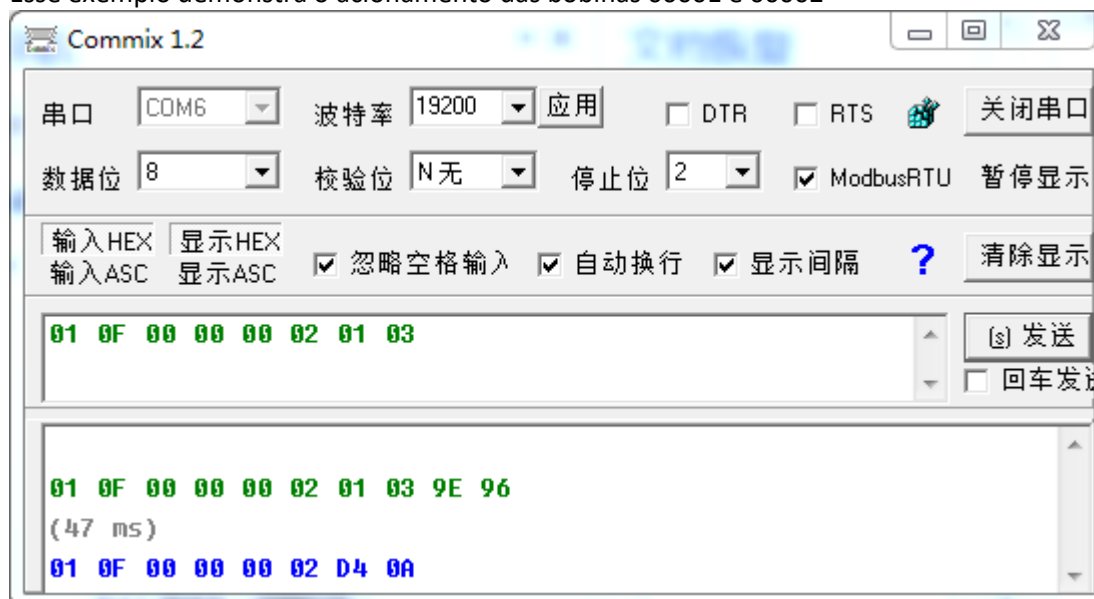 Esse exemplo demonstra o acionamento das bobinas 00001 e 00002
Commix 1.2
串口 COM6 波特率 19200 应用 DTR RTS 关闭串口
数据位 8 校验位 N无 停止位 2 ModbusRTU 暂停显示
输入HEX 显示HEX
输入ASC 显示ASC 忽略空格输入 自动换行 显示间隔 ? 清除显示
01 0F 00 00 00 02 01 03
(s) 发送
回车发送
01 0F 00 00 00 02 01 03 9E 96
(47 ms)
01 0F 00 00 00 02 D4 0A